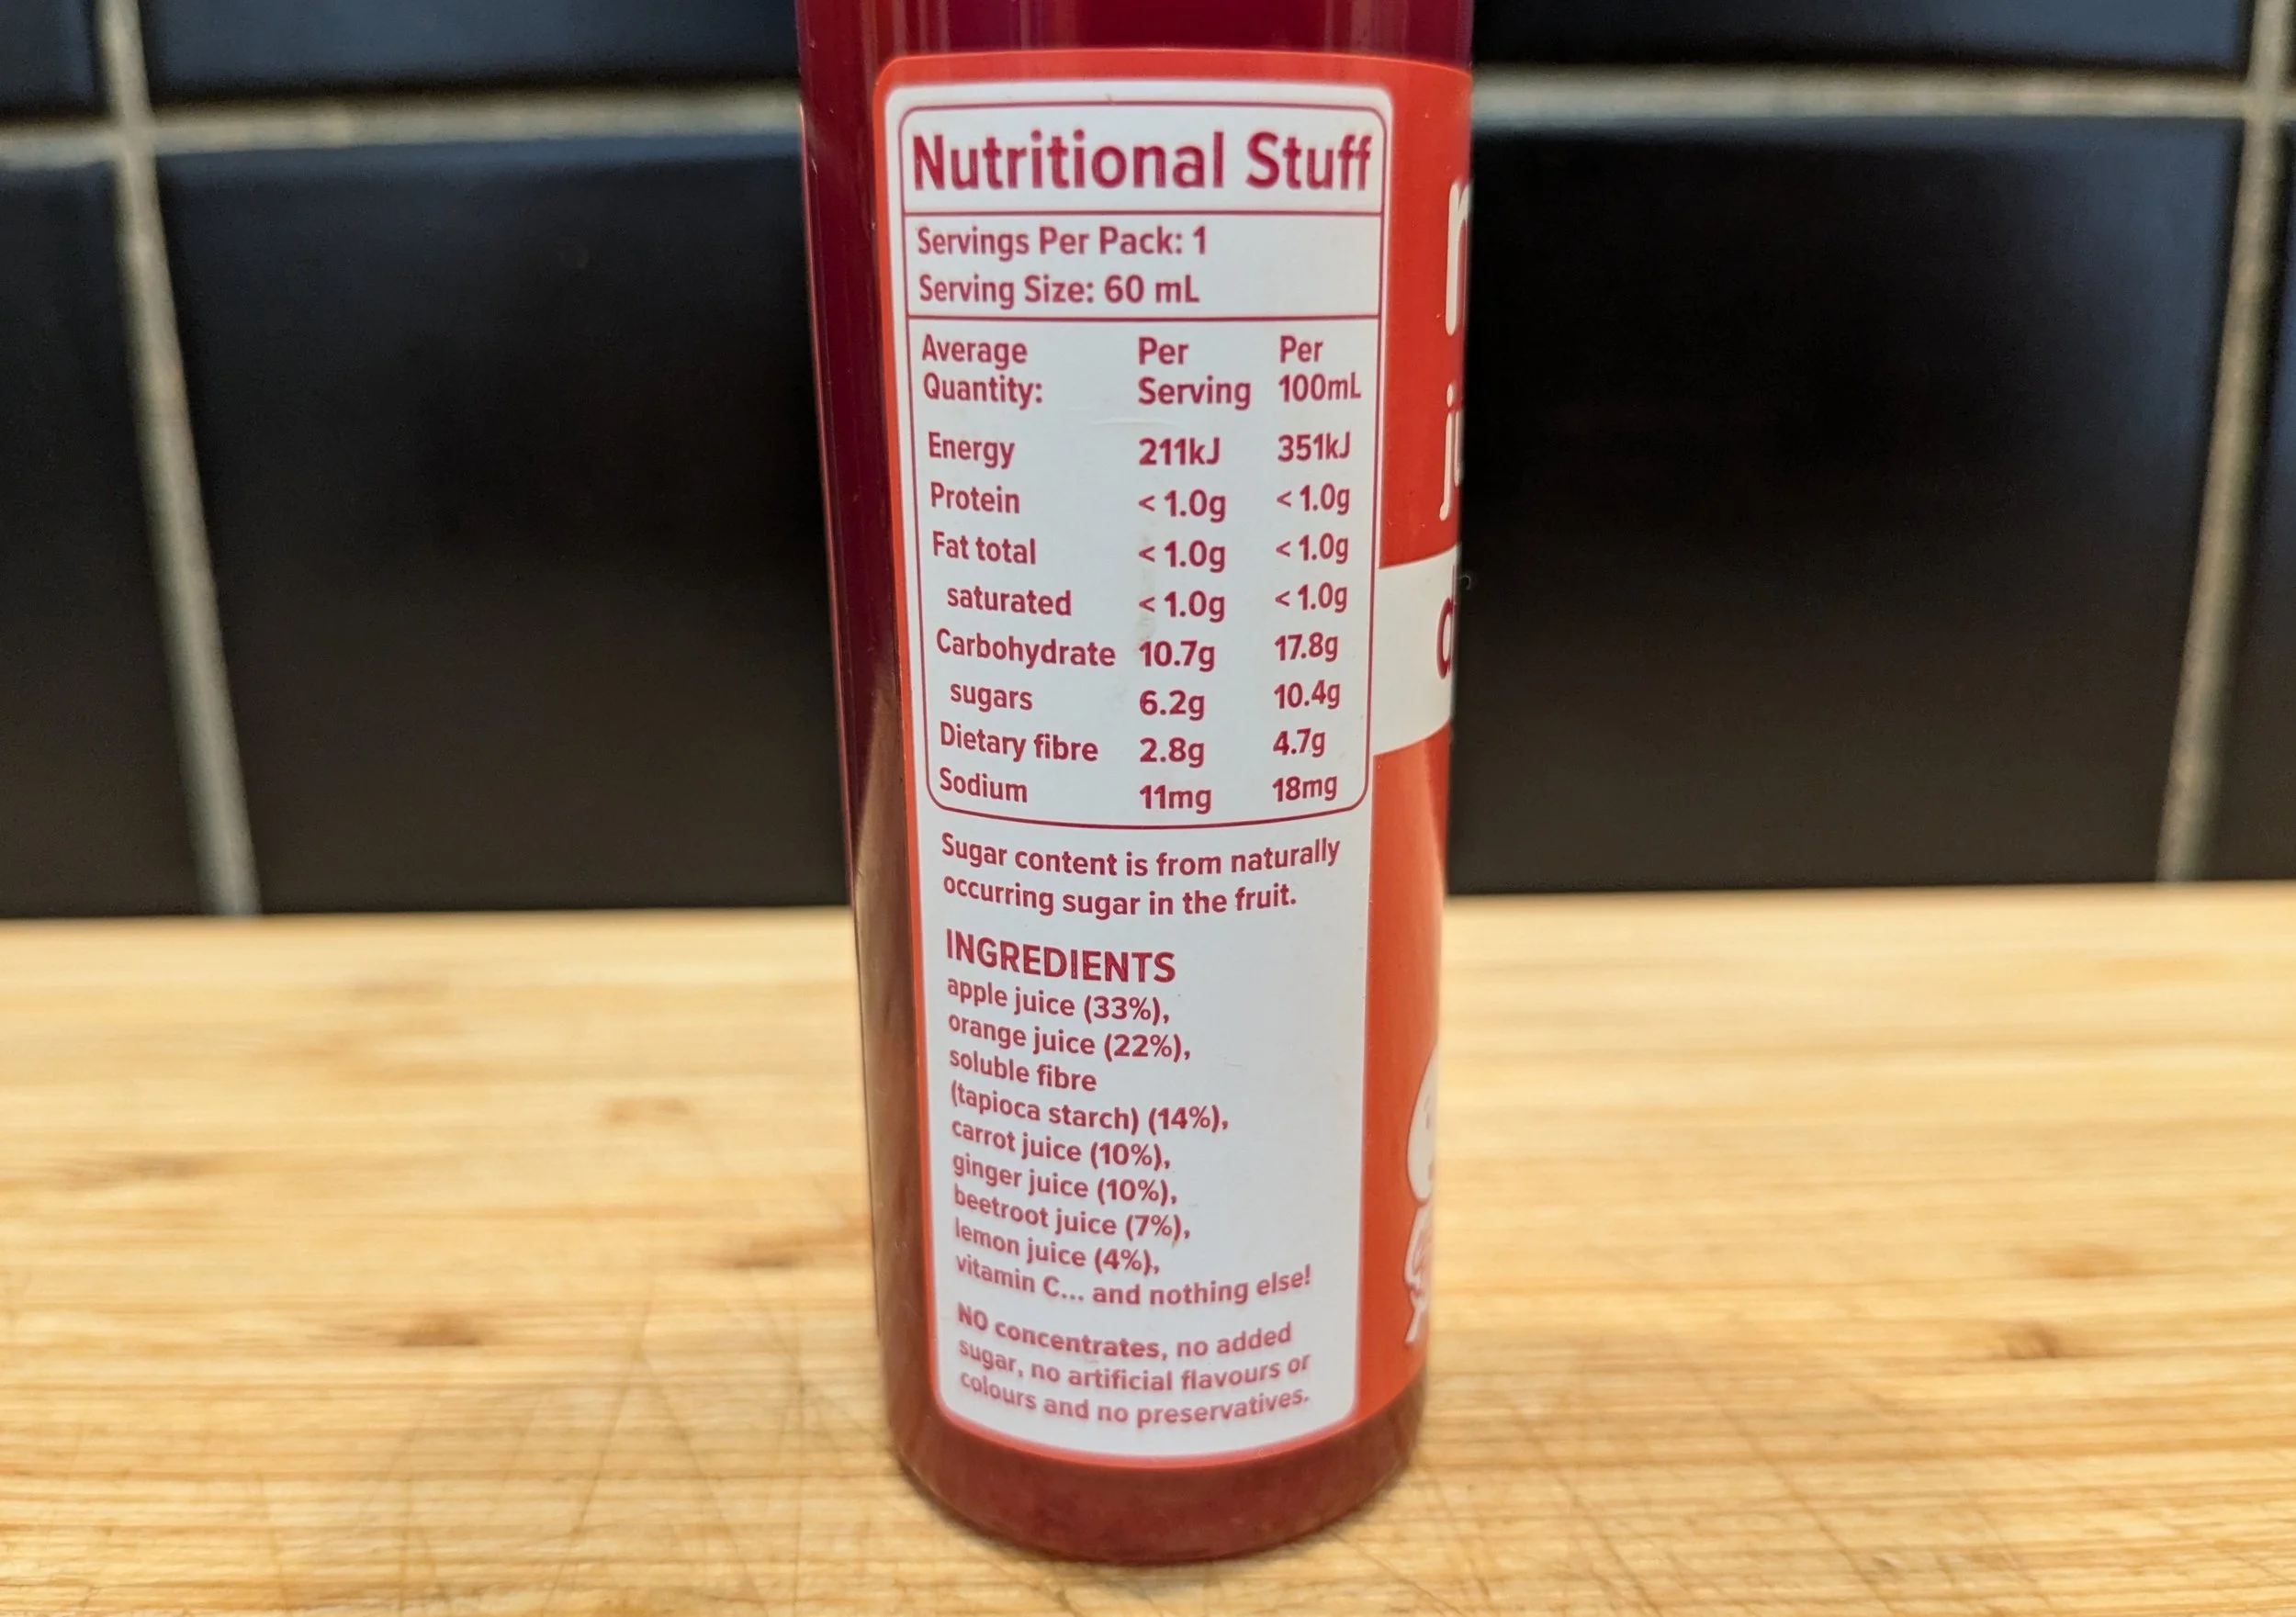 Nutritional Stuff
Servings Per Pack: 1
Serving Size: 60 mL
Average Quantity: Per Serving Per 100mL
Energy 211kJ 351kJ
Protein < 1.0g < 1.0g
Fat total < 1.0g < 1.0g
saturated < 1.0g < 1.0g
Carbohydrate 10.7g 17.8g
sugars 6.2g 10.4g
Dietary fibre 2.8g 4.7g
Sodium 11mg 18mg
Sugar content is from naturally
occurring sugar in the fruit.
INGREDIENTS
apple juice (33%),
orange juice (22%),
soluble fibre
(tapioca starch) (14%),
carrot juice (10%),
ginger juice (10%),
beetroot juice (7%),
lemon juice (4%),
vitamin C... and nothing else!
NO concentrates, no added
sugar, no artificial flavours or
colours and no preservatives.